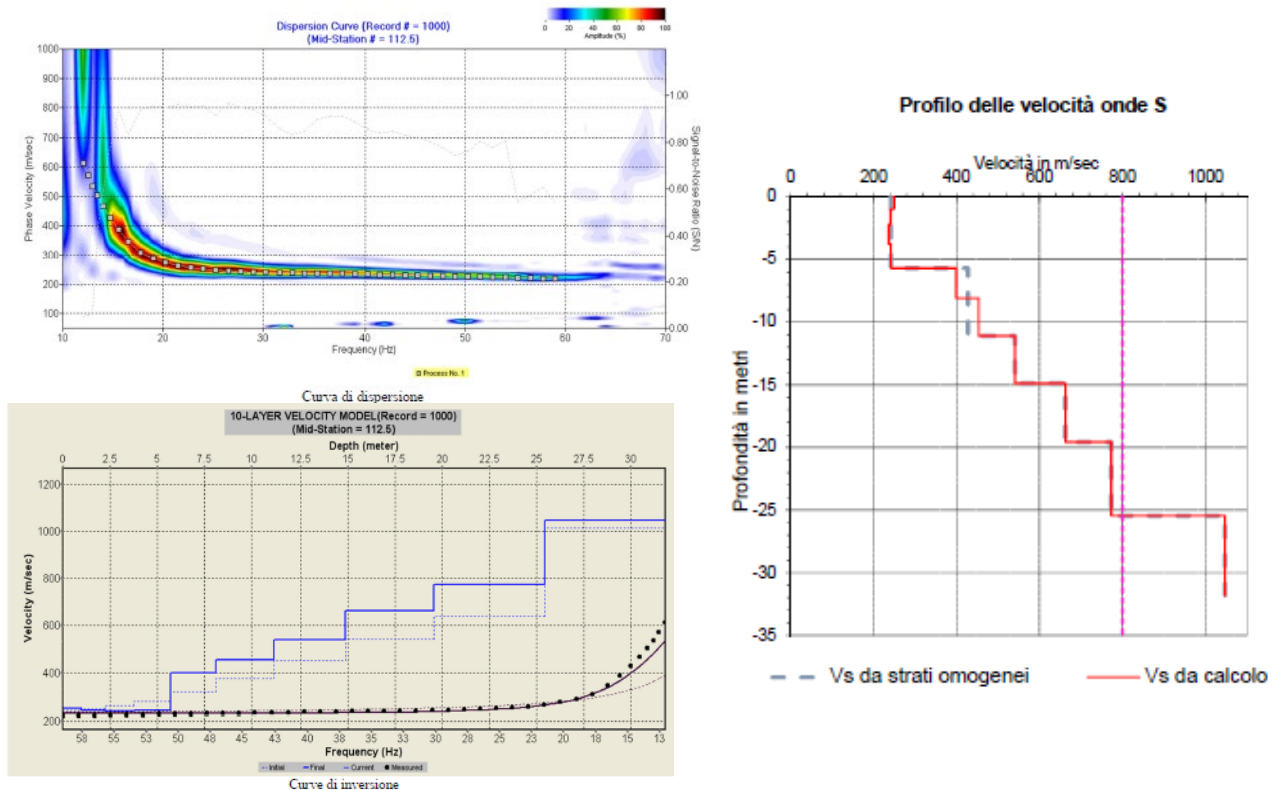 Dispersion Curve (Record # = 1000)
(Mid-Station # = 112.5)
0 20 40 60 80 100
Amplitude (%)
Phase Velocity (m/sec)
1000
900
800
700
600
500
400
300
200
100
1.00
0.80
0.60
0.40
0.20
0.00
Signal-to-Noise Ratio (S/N)
10 20 30 40 50 60 70
Frequency (Hz)
Process No. 1
Curva di dispersione
10-LAYER VELOCITY MODEL(Record = 1000)
(Mid-Station = 112.5)
Depth (meter)
0 2.5 5 7.5 10 12.5 15 17.5 20 22.5 25 27.5 30
Velocity (m/sec)
1200
1000
800
600
400
200
58 55 53 50 48 45 43 38 35 33 30 28 25 23 20 18 15 13
Frequency (Hz)
Initial Final Current Measured
Curve di inversione
Profilo delle velocità onde S
Velocità in m/sec
0 200 400 600 800 1000
Profondità in metri
0
-5
-10
-15
-20
-25
-30
-35
Vs da strati omogenei Vs da calcolo